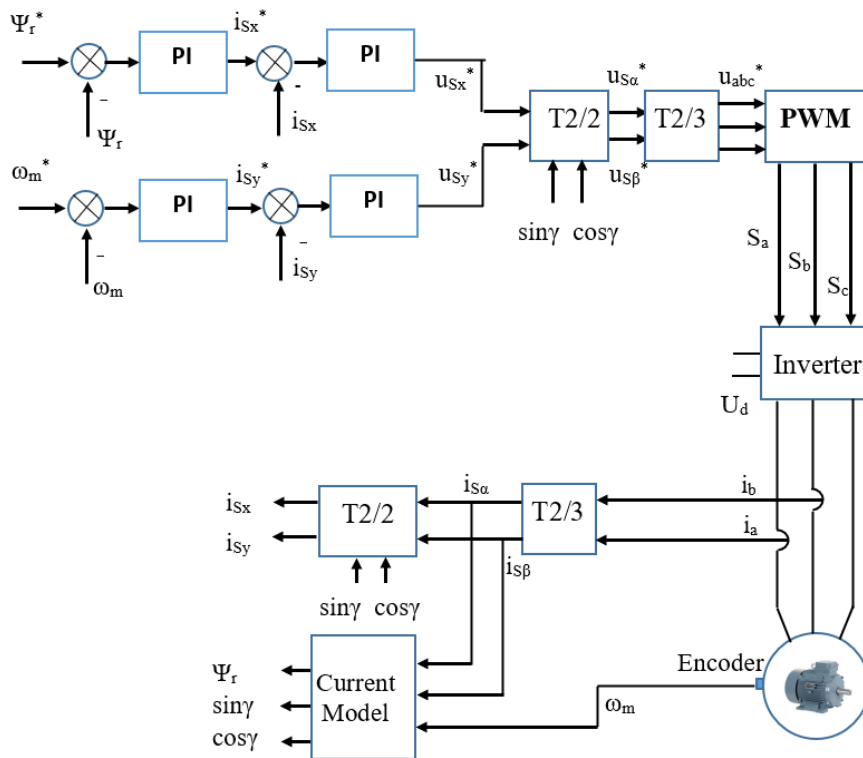 Ψr*
iSx*
PI
PI
uSx*
-
-
iSx
Ψr
uSα*
uabc*
T2/2
T2/3
PWM
ωm*
iSy*
PI
PI
uSy*
uSβ*
-
-
iSy
ωm
sinγ cosγ
Sa
Sb
Sc
Inverter
Ud
iSα
ib
iSx
T2/2
T2/3
ia
iSy
iSβ
sinγ cosγ
Encoder
Ψr
Current
Model
sinγ
cosγ
ωm